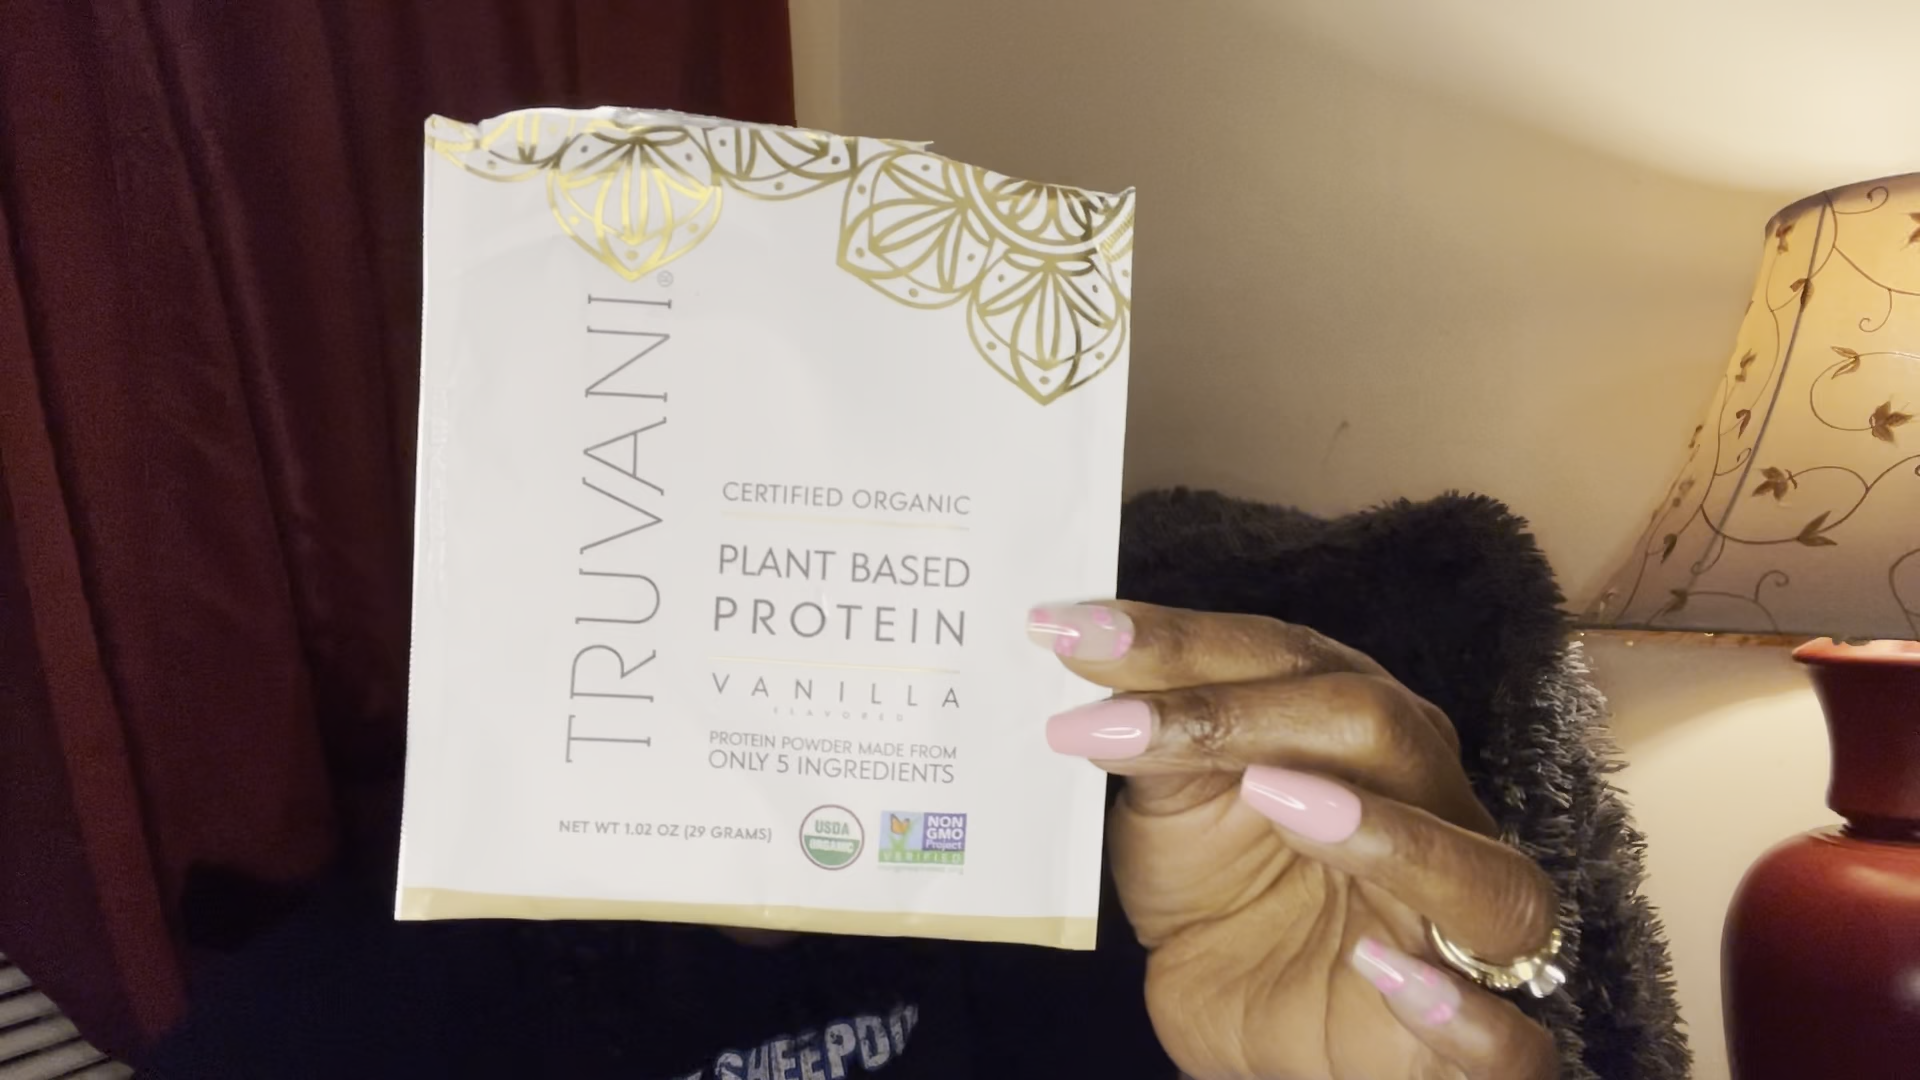 TRUVANI®
CERTIFIED ORGANIC
PLANT BASED
PROTEIN
VANILLA
FLAVORED
PROTEIN POWDER MADE FROM
ONLY 5 INGREDIENTS
NET WT 1.02 OZ (29 GRAMS)
USDA
ORGANIC
NON
GMO
Project
VERIFIED